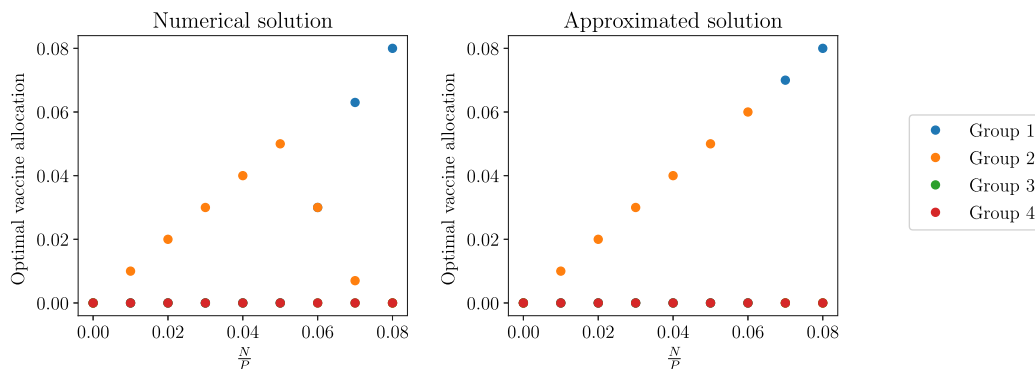 Numerical solution
Optimal vaccine allocation
0.08
0.06
0.04
0.02
0.00
0.00 0.02 0.04 0.06 0.08
N/P
Approximated solution
Optimal vaccine allocation
0.08
0.06
0.04
0.02
0.00
0.00 0.02 0.04 0.06 0.08
N/P
Group 1
Group 2
Group 3
Group 4